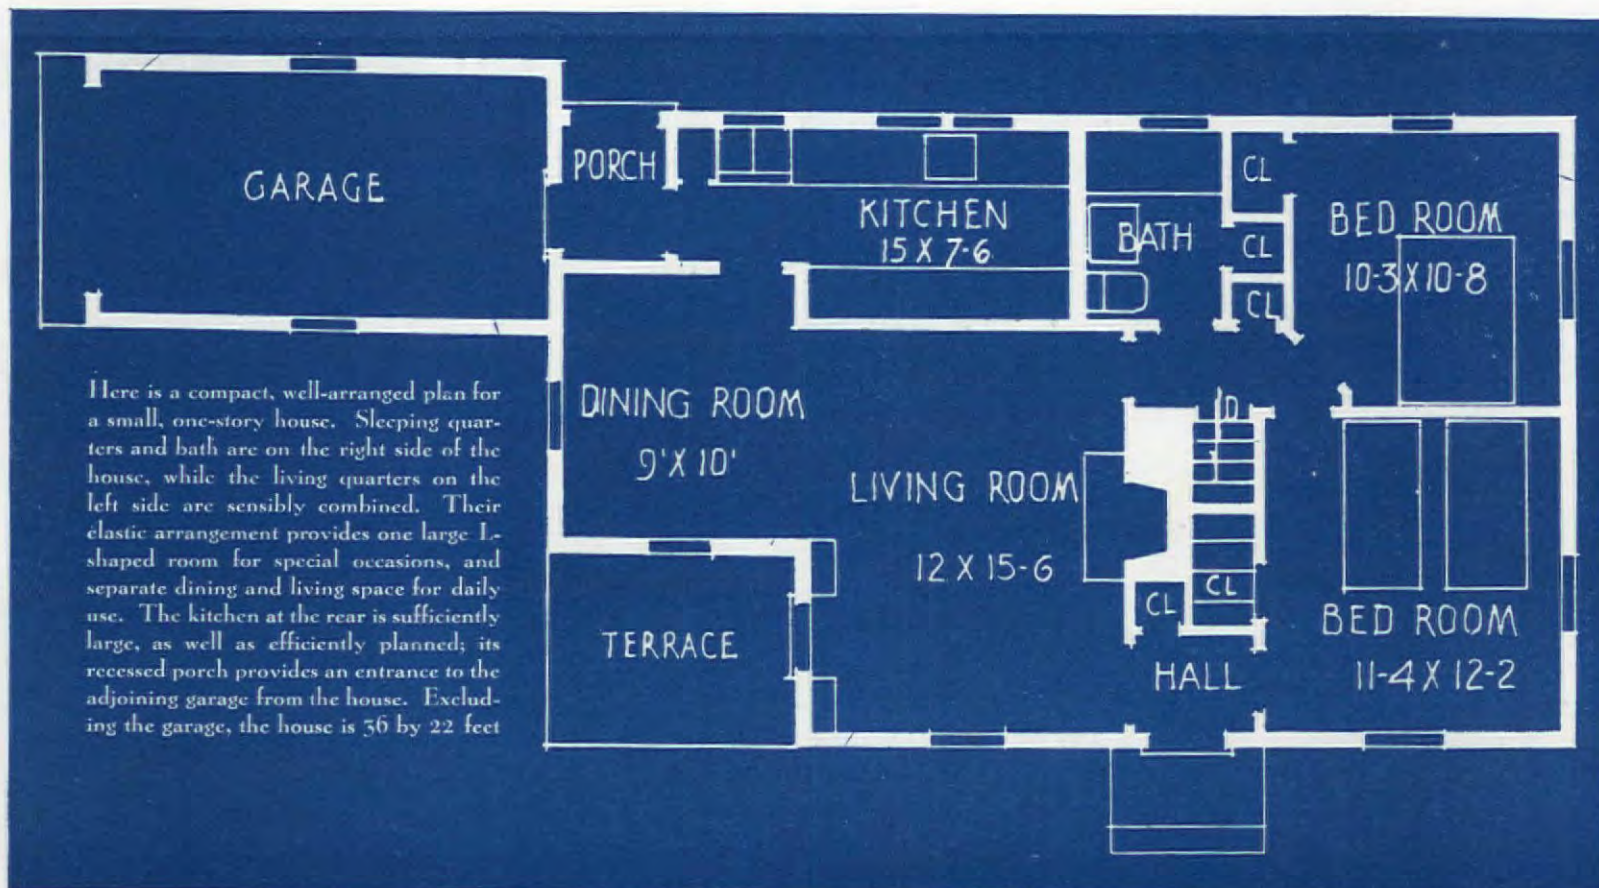 GARAGE
PORCH
KITCHEN
15 X 7-6
BATH
CL
CL
CL
BED ROOM
10-3 X 10-8
DINING ROOM
9' X 10'
LIVING ROOM
12 X 15-6
D
CL
CL
TERRACE
HALL
BED ROOM
11-4 X 12-2
Here is a compact, well-arranged plan for
a small, one-story house. Sleeping quar-
ters and bath are on the right side of the
house, while the living quarters on the
left side are sensibly combined. Their
elastic arrangement provides one large L-
shaped room for special occasions, and
separate dining and living space for daily
use. The kitchen at the rear is sufficiently
large, as well as efficiently planned; its
recessed porch provides an entrance to the
adjoining garage from the house. Exclud-
ing the garage, the house is 36 by 22 feet